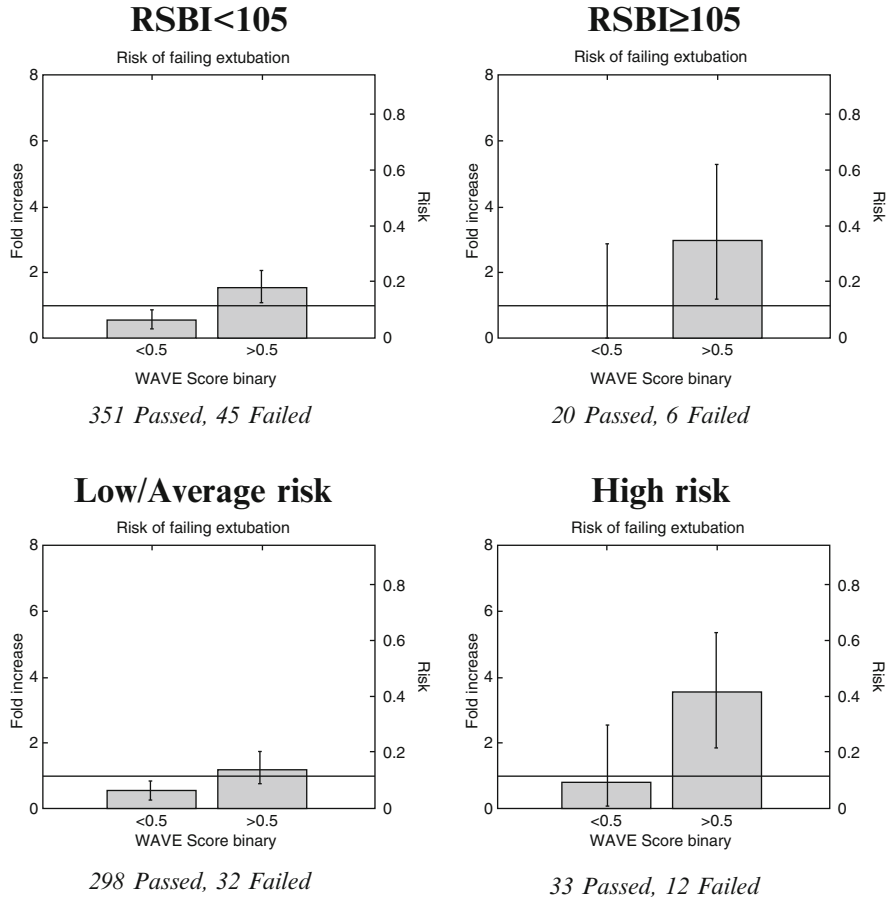 RSBI<105
Risk of failing extubation
8
6
4
2
0
Fold increase
0.8
0.6
0.4
0.2
0
Risk
<0.5 >0.5
WAVE Score binary
351 Passed, 45 Failed
RSBI≥105
Risk of failing extubation
8
6
4
2
0
Fold increase
0.8
0.6
0.4
0.2
0
Risk
<0.5 >0.5
WAVE Score binary
20 Passed, 6 Failed
Low/Average risk
Risk of failing extubation
8
6
4
2
0
Fold increase
0.8
0.6
0.4
0.2
0
Risk
<0.5 >0.5
WAVE Score binary
298 Passed, 32 Failed
High risk
Risk of failing extubation
8
6
4
2
0
Fold increase
0.8
0.6
0.4
0.2
0
Risk
<0.5 >0.5
WAVE Score binary
33 Passed, 12 Failed